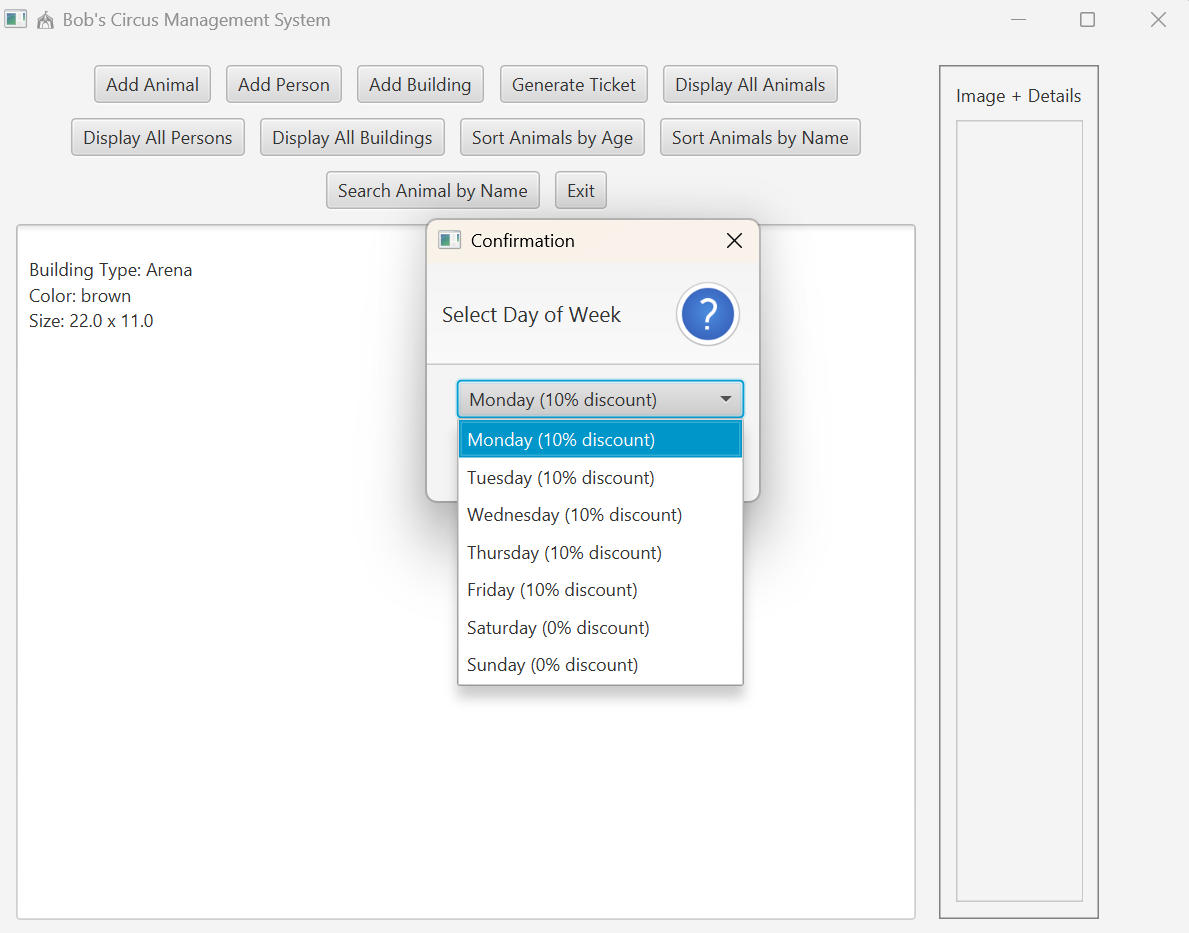 Bob's Circus Management System
Add Animal Add Person Add Building Generate Ticket Display All Animals
Display All Persons Display All Buildings Sort Animals by Age Sort Animals by Name
Search Animal by Name Exit
Image + Details
Building Type: Arena
Color: brown
Size: 22.0 x 11.0
Confirmation
Select Day of Week
?
Monday (10% discount)
Monday (10% discount)
Tuesday (10% discount)
Wednesday (10% discount)
Thursday (10% discount)
Friday (10% discount)
Saturday (0% discount)
Sunday (0% discount)